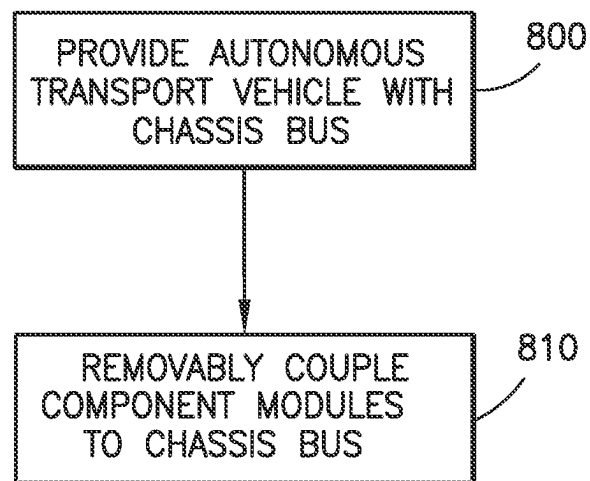 800
PROVIDE AUTONOMOUS
TRANSPORT VEHICLE WITH
CHASSIS BUS
810
REMOVABLY COUPLE
COMPONENT MODULES
TO CHASSIS BUS